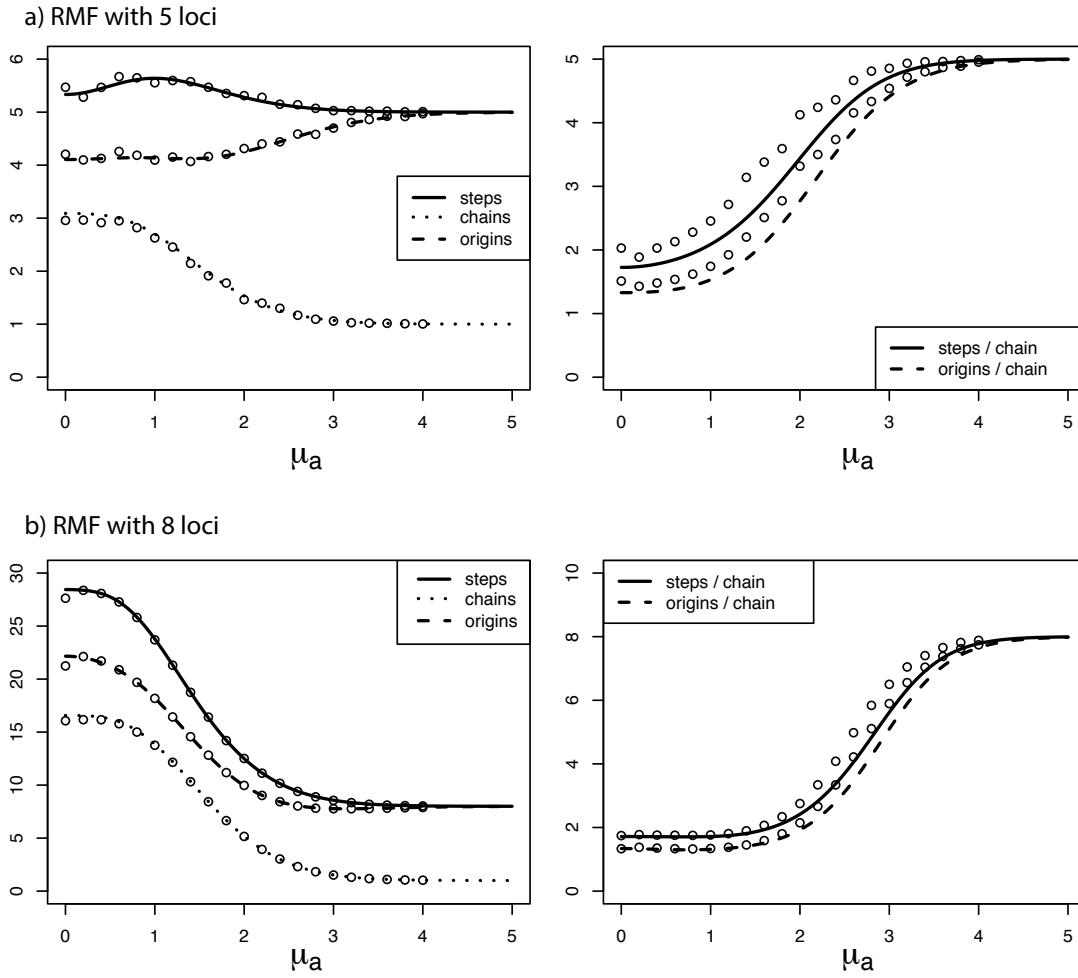 a) RMF with 5 loci
6
5
4
3
2
1
0
steps
chains
origins
0 1 2 3 4 5
μa
5
4
3
2
1
0
steps / chain
origins / chain
0 1 2 3 4 5
μa
b) RMF with 8 loci
30
25
20
15
10
5
0
steps
chains
origins
0 1 2 3 4 5
μa
10
8
6
4
2
0
steps / chain
origins / chain
0 1 2 3 4 5
μa